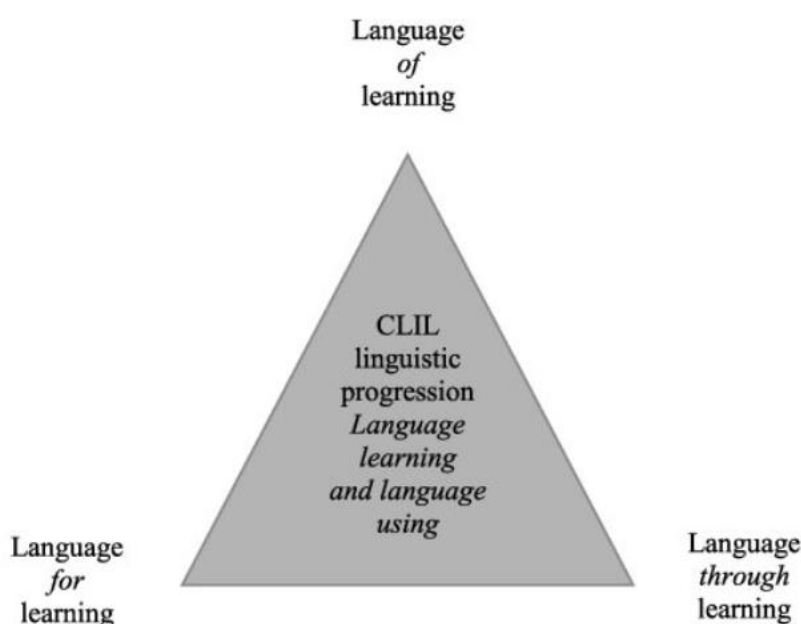 Language
of
learning
CLIL
linguistic
progression
Language
learning
and language
using
Language
for
learning
Language
through
learning